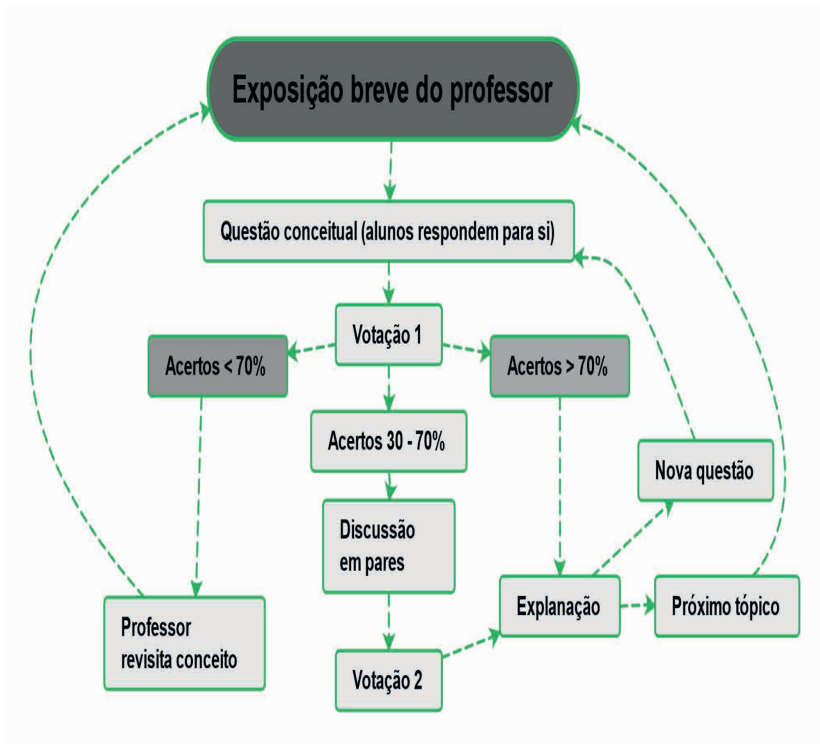 Exposição breve do professor
Questão conceitual (alunos respondem para si)
Votação 1
Acertos < 70%
Acertos > 70%
Acertos 30 - 70%
Nova questão
Discussão
em pares
Explanação
Próximo tópico
Professor
revisita conceito
Votação 2